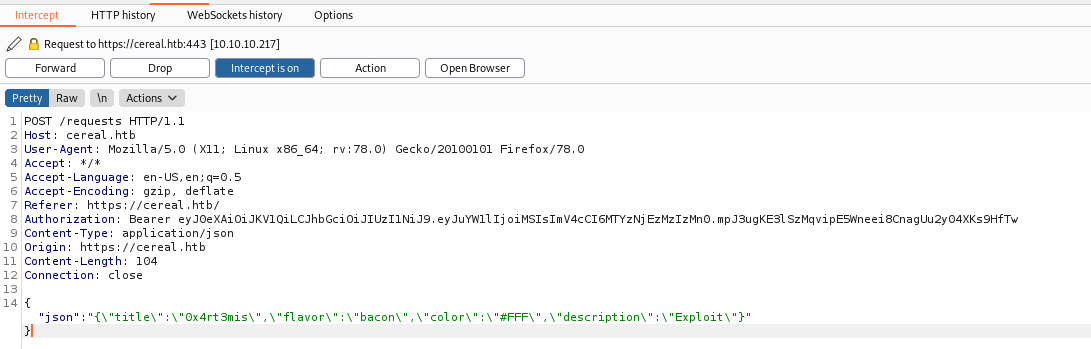 Intercept HTTP history WebSockets history Options
Request to https://cereal.htb:443 [10.10.10.217]
Forward Drop Intercept is on Action Open Browser
Pretty Raw \n Actions
1 POST /requests HTTP/1.1
2 Host: cereal.htb
3 User-Agent: Mozilla/5.0 (X11; Linux x86_64; rv:78.0) Gecko/20100101 Firefox/78.0
4 Accept: */*
5 Accept-Language: en-US,en;q=0.5
6 Accept-Encoding: gzip, deflate
7 Referer: https://cereal.htb/
8 Authorization: Bearer eyJ0eXAiOiJKV1QiLCJhbGciOiJIUzI1NiJ9.eyJuYW1lIjoiMSIsImV4cCI6MTYzNjEzMzIzMn0.mpJ3ugKE3lSzMqvipE5Wneei8CnagUu2y04XKs9HfTw
9 Content-Type: application/json
10 Origin: https://cereal.htb
11 Content-Length: 104
12 Connection: close
13
14 {
"json":"{\"title\":\"0x4rt3mis\",\"flavor\":\"bacon\",\"color\":\"#FFF\",\"description\":\"Exploit\"}"
}